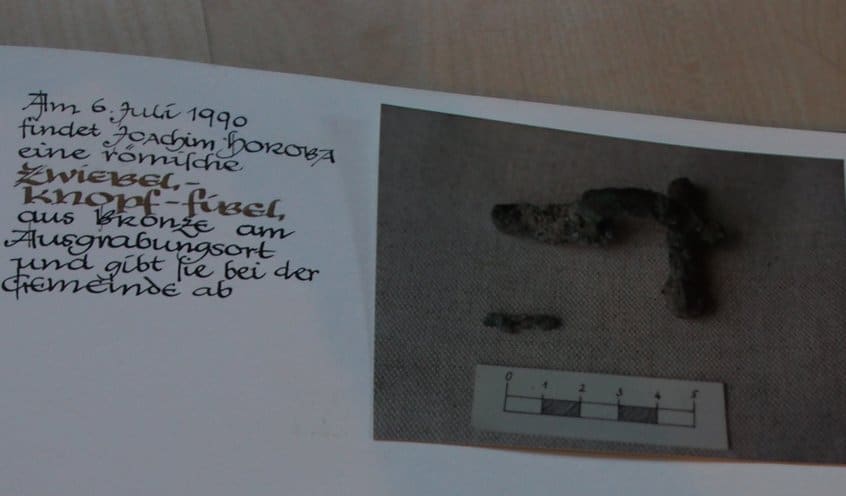 Am 6. Juli 1990
findet Joachim HOROBA
eine römische
Zwiebel-
knopf-fibel,
aus Bronze am
Ausgrabungsort
und gibt sie bei der
Gemeinde ab
0 1 2 3 4 5